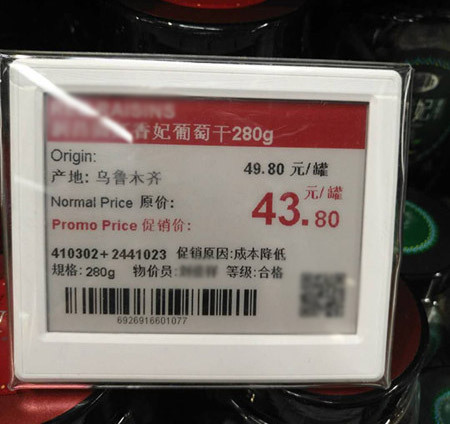 RAISINS
香妃葡萄干280g
Origin:
产地: 乌鲁木齐
49.80 元/罐
Normal Price 原价:
Promo Price 促销价:
43.80 元/罐
410302+2441023 促销原因:成本降低
规格: 280g 物价员: 等级:合格
6926916601077